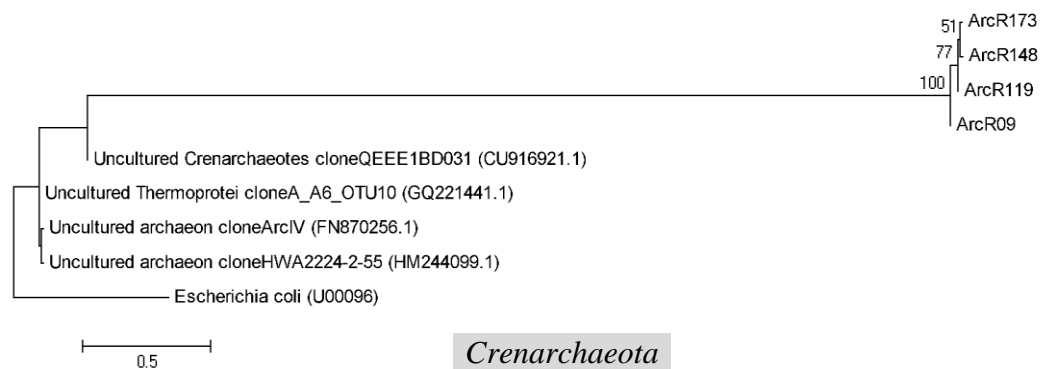 ArcR173
51
77
ArcR148
100
ArcR119
ArcR09
Uncultured Crenarchaeotes cloneQEEE1BD031 (CU916921.1)
Uncultured Thermoprotei cloneA_A6_OTU10 (GQ221441.1)
Uncultured archaeon cloneArcIV (FN870256.1)
Uncultured archaeon cloneHWA2224-2-55 (HM244099.1)
Escherichia coli (U00096)
0.5
Crenarchaeota